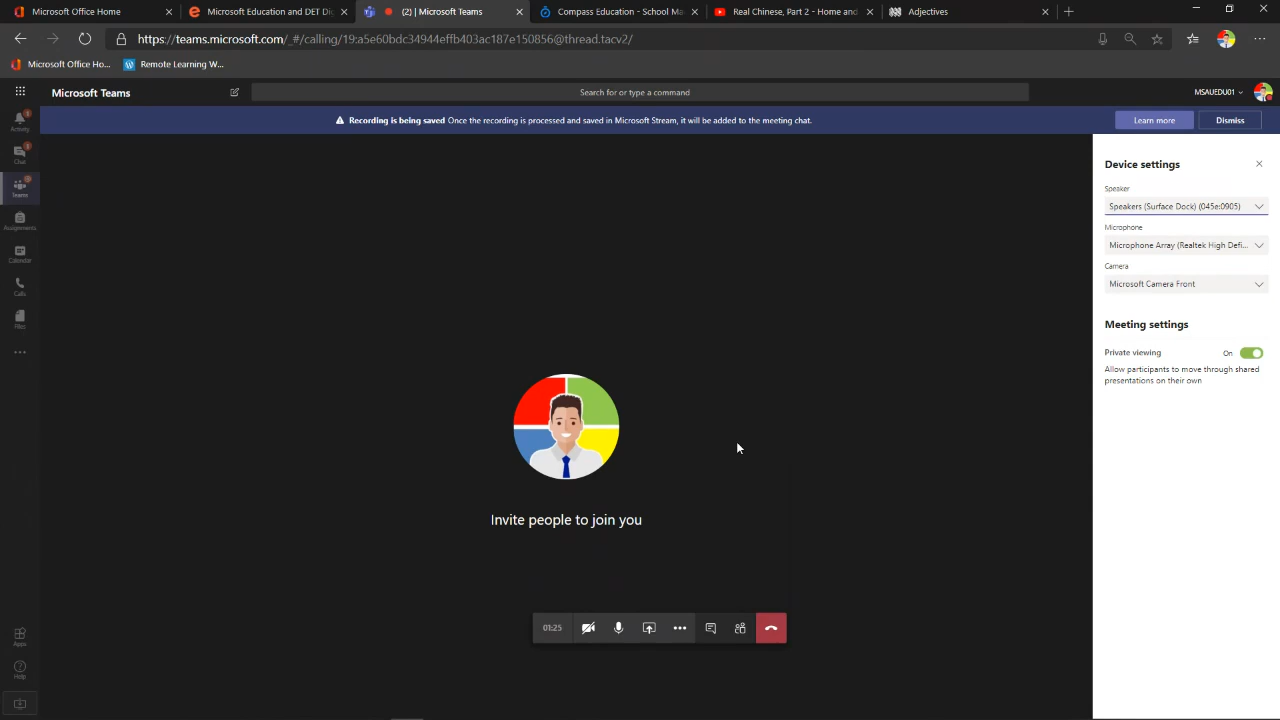 Microsoft Office Home
Microsoft Education and DET Dig
(2) | Microsoft Teams
Compass Education - School Ma
Real Chinese, Part 2 - Home and
Adjectives
https://teams.microsoft.com/_#/calling/19:a5e60bdc34944effb403ac187e150856@thread.tacv2/
Microsoft Office Ho...
Remote Learning W...
Microsoft Teams
Search for or type a command
MSAUEDU01
Recording is being saved Once the recording is processed and saved in Microsoft Stream, it will be added to the meeting chat.
Learn more
Dismiss
Activity
Chat
Teams
Assignments
Calendar
Calls
Files
Apps
Help
Invite people to join you
01:25
Device settings
Speaker
Speakers (Surface Dock) (045e:0905)
Microphone
Microphone Array (Realtek High Defi...
Camera
Microsoft Camera Front
Meeting settings
Private viewing
On
Allow participants to move through shared
presentations on their own